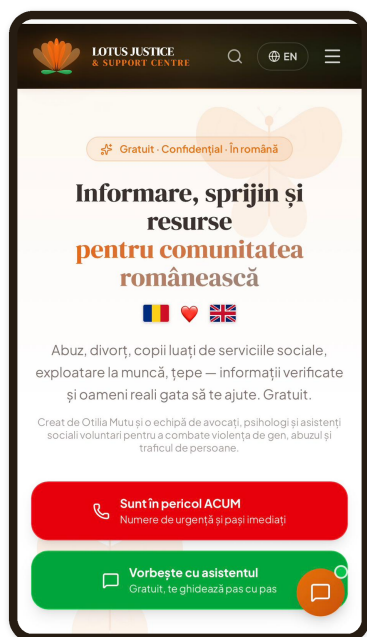 LOTUS JUSTICE
& SUPPORT CENTRE
EN
Gratuit · Confidențial · În română
Informare, sprijin și
resurse
pentru comunitatea
românească
Abuz, divorț, copii luați de serviciile sociale,
exploatare la muncă, țepe — informații verificate
și oameni reali gata să te ajute. Gratuit.
Creat de Otilia Mutu și o echipă de avocați, psihologi și asistenți
sociali voluntari pentru a combate violența de gen, abuzul și
traficul de persoane.
Sunt în pericol ACUM
Numere de urgență și pași imediați
Vorbește cu asistentul
Gratuit, te ghidează pas cu pas